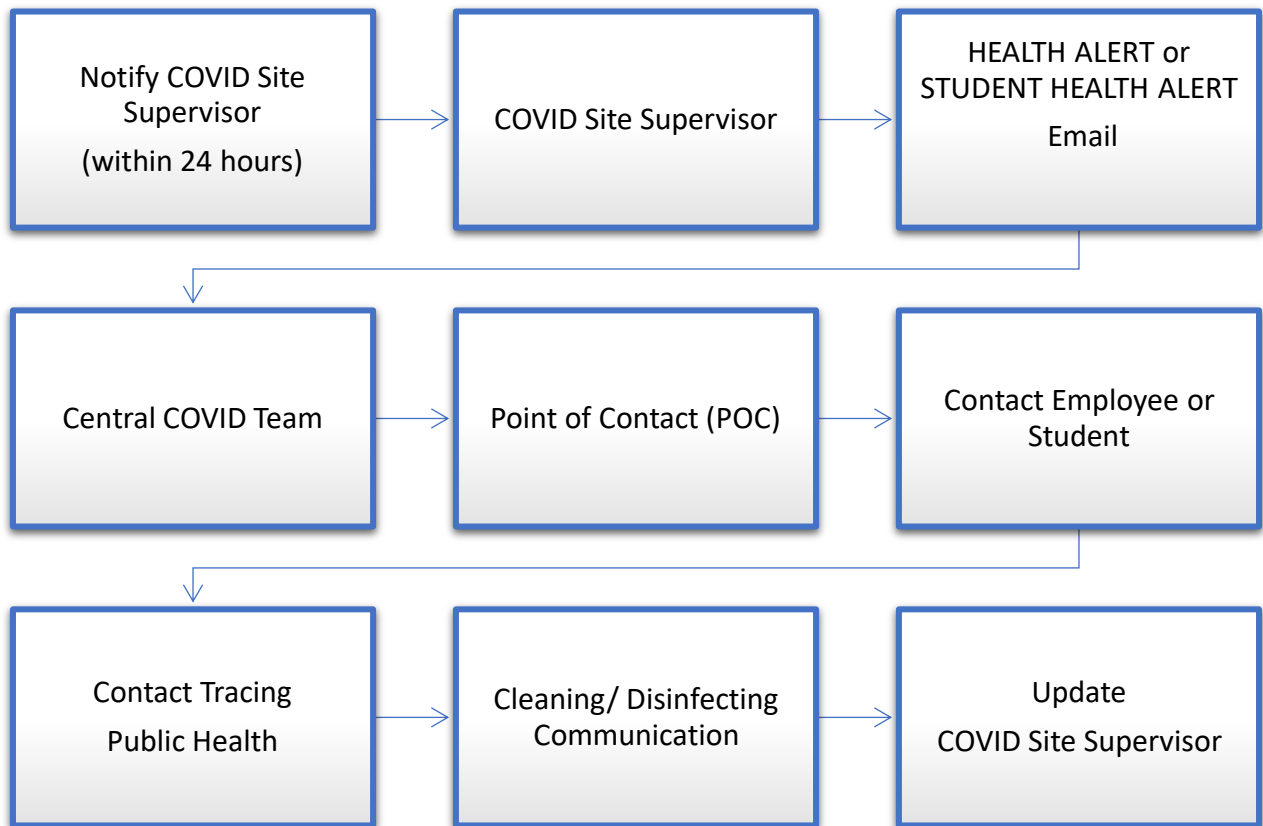 Notify COVID Site
Supervisor
(within 24 hours)
COVID Site Supervisor
HEALTH ALERT or
STUDENT HEALTH ALERT
Email
Central COVID Team
Point of Contact (POC)
Contact Employee or
Student
Contact Tracing
Public Health
Cleaning/ Disinfecting
Communication
Update
COVID Site Supervisor